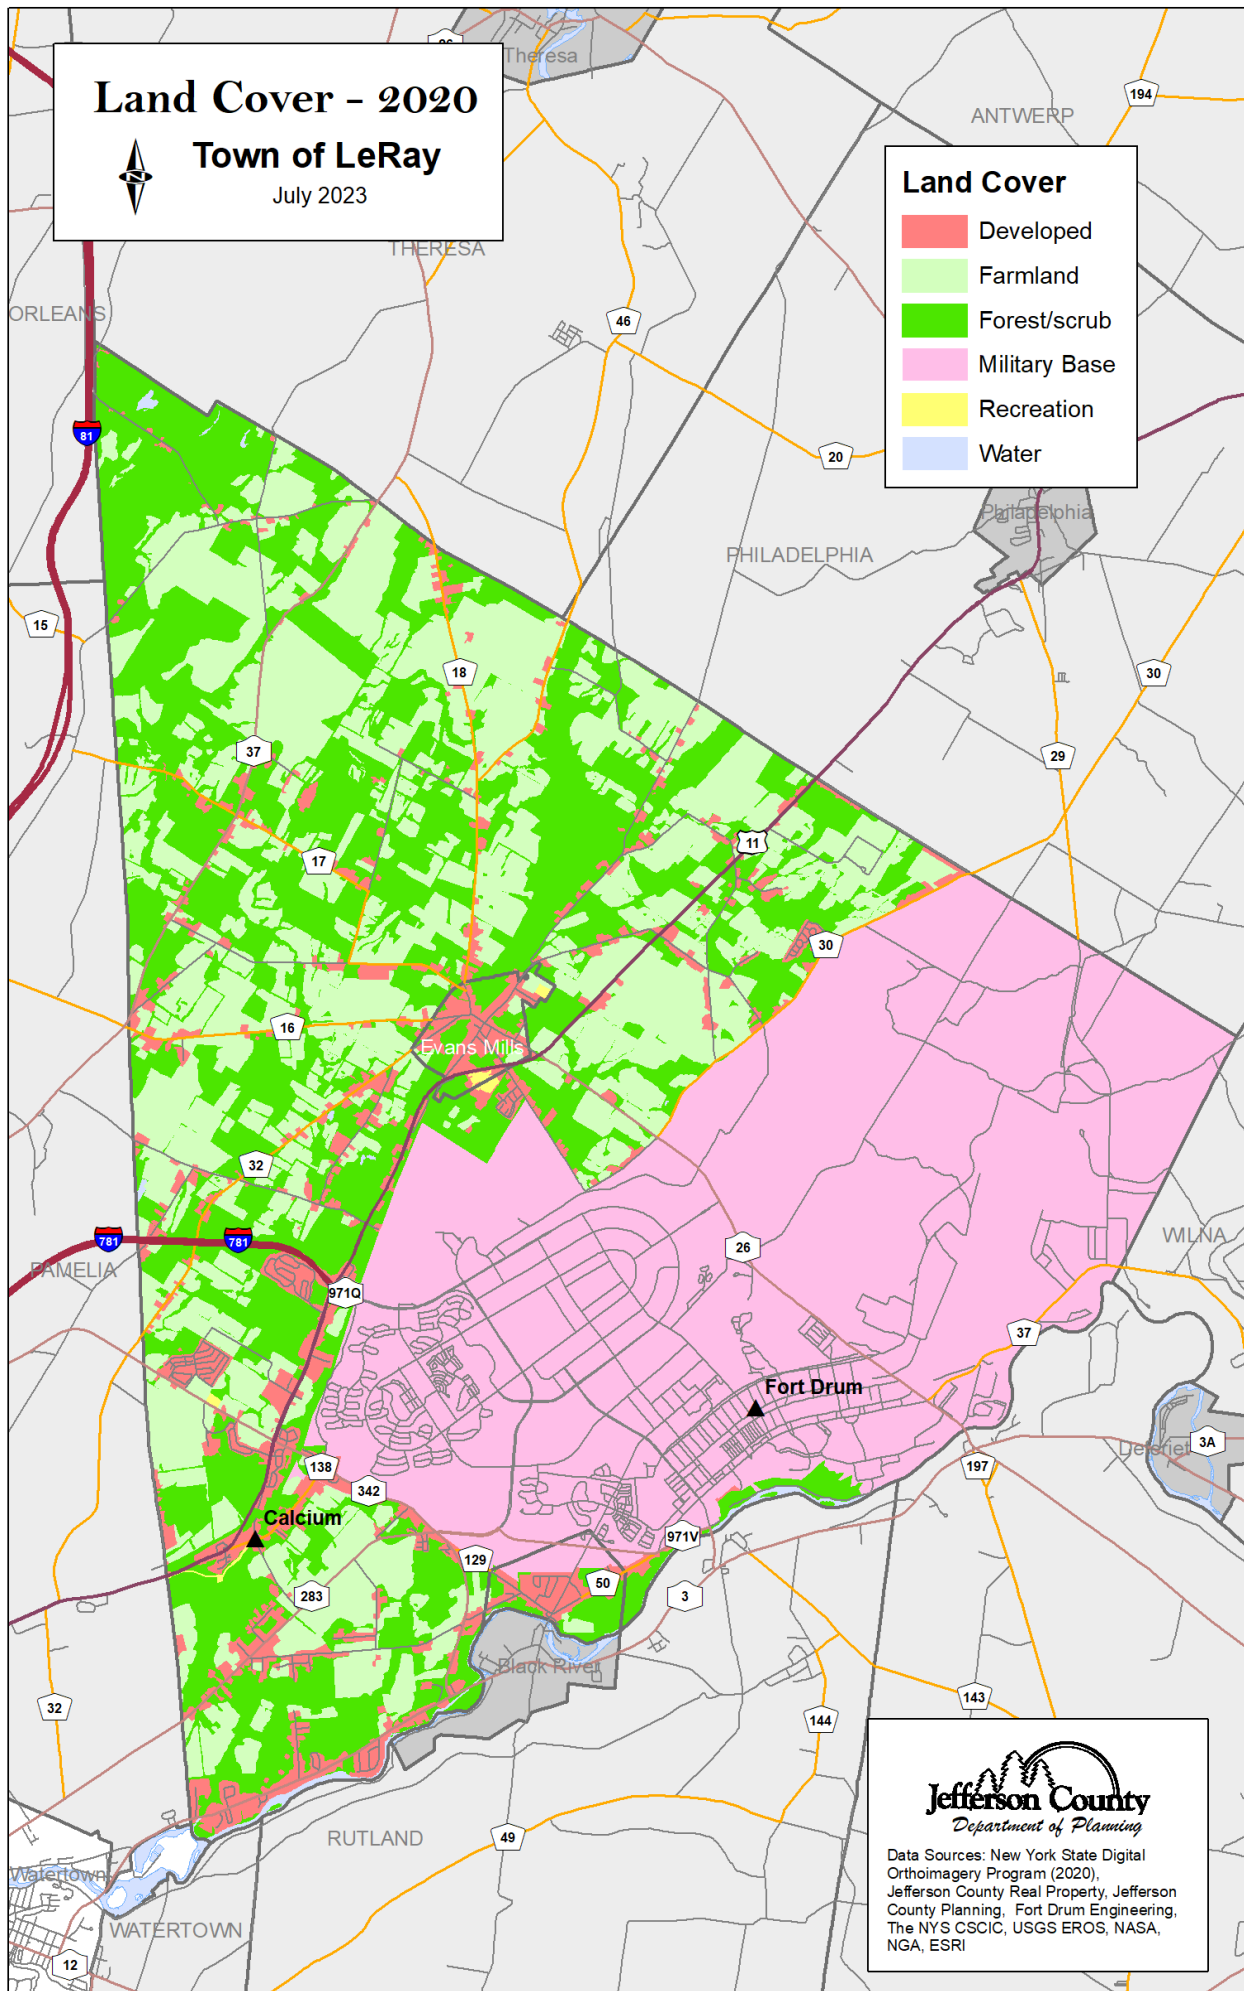 Land Cover - 2020
N
Town of LeRay
July 2023
Theresa
194
ANTWERP
Land Cover
Developed
Farmland
Forest/scrub
Military Base
Recreation
Water
THERESA
ORLEANS
46
81
20
Philadelphia
PHILADELPHIA
15
18
30
37
29
11
17
30
16
Evans Mills
32
781
781
26
WILNA
PAMELIA
971Q
37
Fort Drum
3A
Deferiet
138
197
342
Calcium
971V
129
50
283
3
Black River
32
143
144
Jefferson County
Department of Planning
RUTLAND
49
Data Sources: New York State Digital
Orthoimagery Program (2020),
Jefferson County Real Property, Jefferson
County Planning, Fort Drum Engineering,
The NYS CSCIC, USGS EROS, NASA,
NGA, ESRI
Watertown
WATERTOWN
12